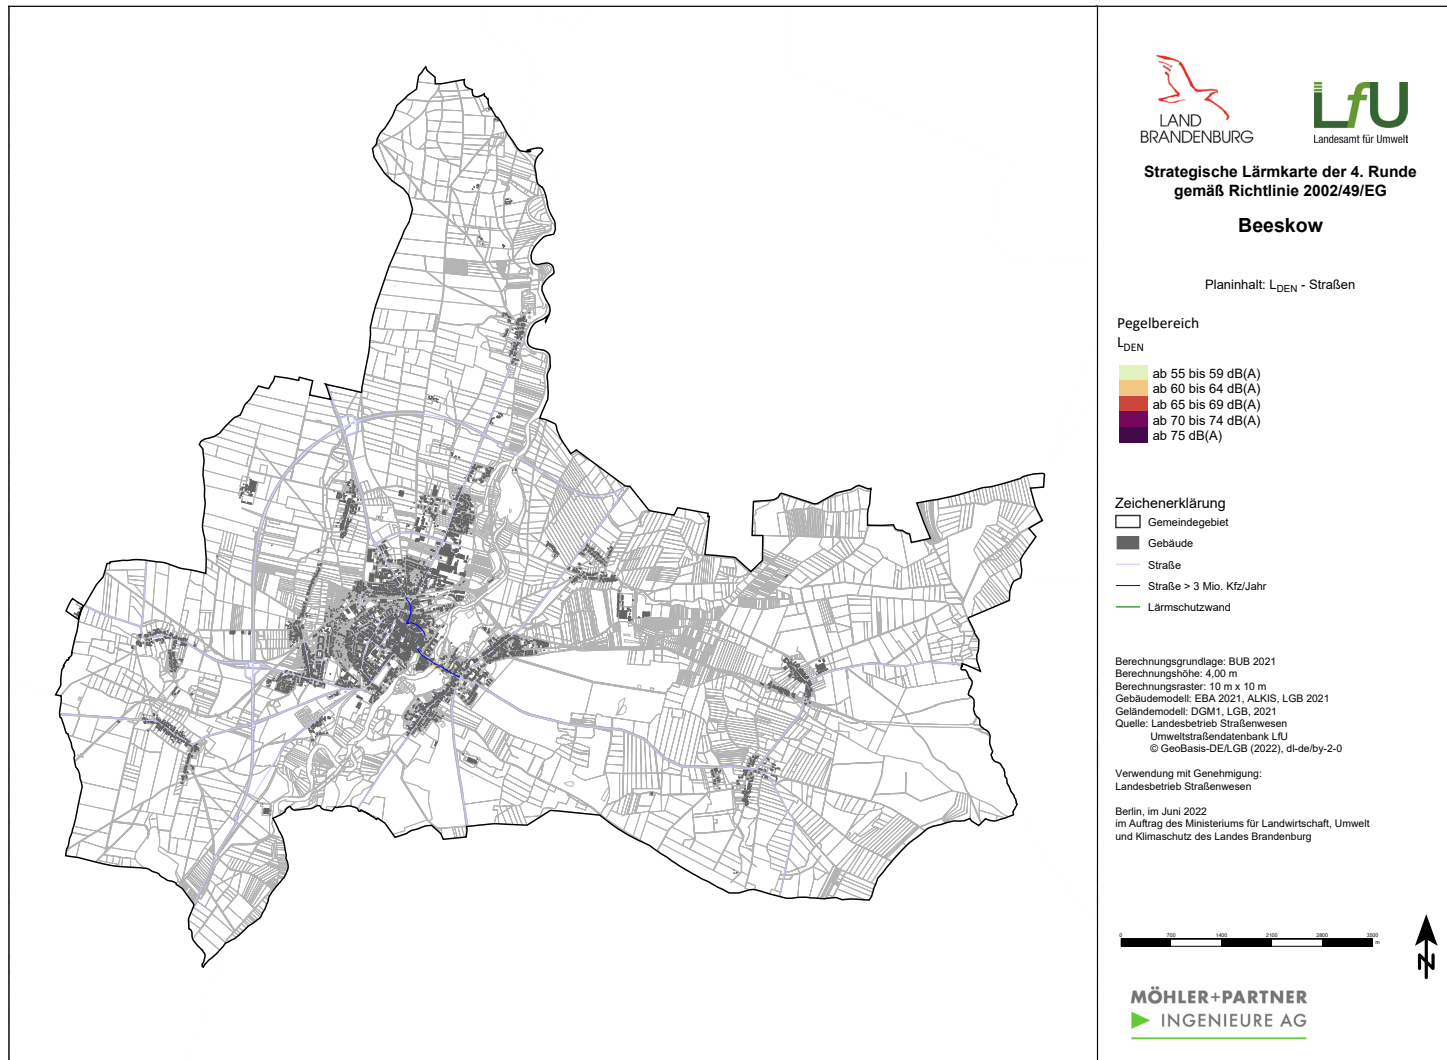 LAND
BRANDENBURG
LfU
Landesamt für Umwelt
Strategische Lärmkarte der 4. Runde
gemäß Richtlinie 2002/49/EG
Beeskow
Planinhalt: LDEN - Straßen
Pegelbereich
LDEN
ab 55 bis 59 dB(A)
ab 60 bis 64 dB(A)
ab 65 bis 69 dB(A)
ab 70 bis 74 dB(A)
ab 75 dB(A)
Zeichenerklärung
Gemeindegebiet
Gebäude
Straße
Straße > 3 Mio. Kfz/Jahr
Lärmschutzwand
Berechnungsgrundlage: BUB 2021
Berechnungshöhe: 4,00 m
Berechnungsraster: 10 m x 10 m
Gebäudemodell: EBA 2021, ALKIS, LGB 2021
Geländemodell: DGM1, LGB, 2021
Quelle: Landesbetrieb Straßenwesen
Umweltstraßendatenbank LfU
© GeoBasis-DE/LGB (2022), dl-de/by-2-0
Verwendung mit Genehmigung:
Landesbetrieb Straßenwesen
Berlin, im Juni 2022
im Auftrag des Ministeriums für Landwirtschaft, Umwelt
und Klimaschutz des Landes Brandenburg
0 700 1400 2100 2800 3500
m
N
MÖHLER+PARTNER
INGENIEURE AG